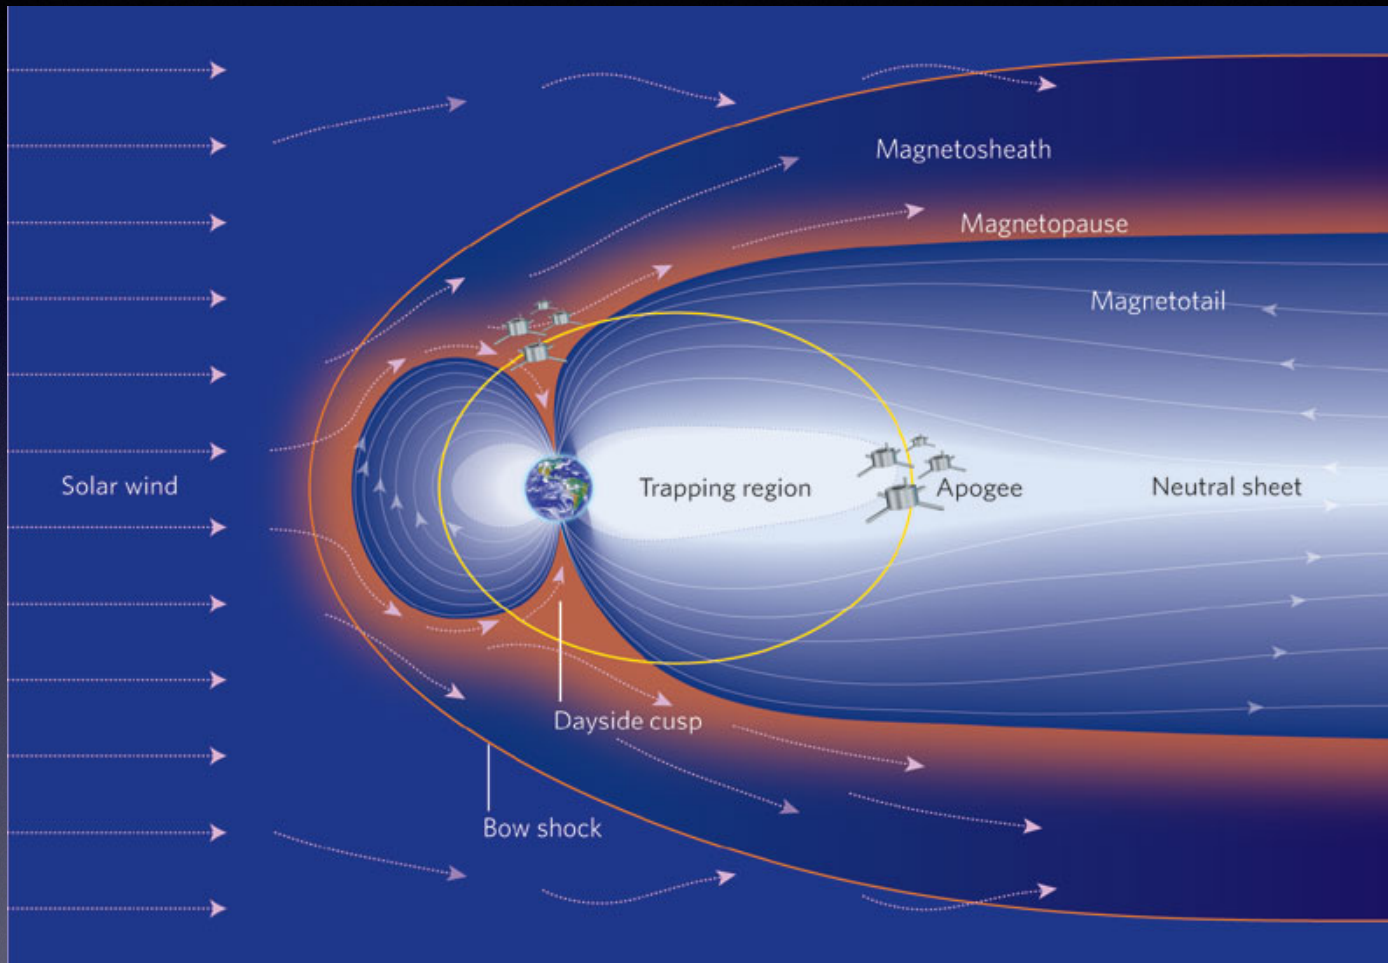 Magnetosheath
Magnetopause
Magnetotail
Solar wind
Trapping region
Apogee
Neutral sheet
Dayside cusp
Bow shock